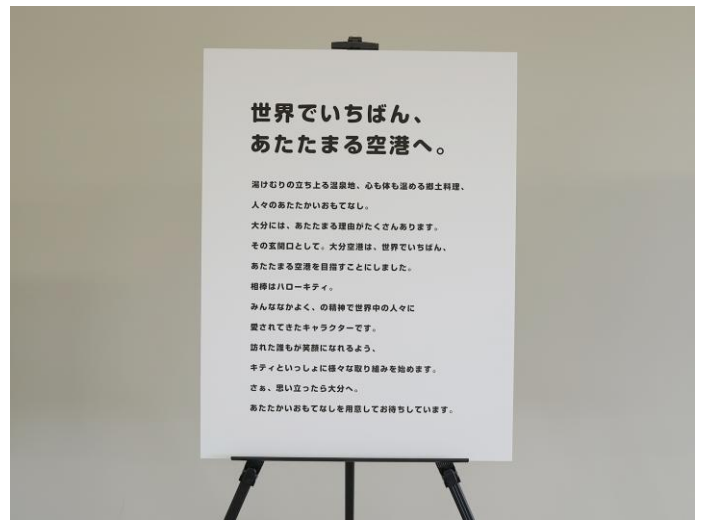 世界でいちばん、
あたたまる空港へ。
湯けむりの立ち上る温泉地、心も体も温める郷土料理、
人々のあたたかいおもてなし。
大分には、あたたまる理由がたくさんあります。
その玄関口として。大分空港は、世界でいちばん、
あたたまる空港を目指すことにしました。
相棒はハローキティ。
みんななかよく、の精神で世界中の人々に
愛されてきたキャラクターです。
訪れた誰もが笑顔になれるよう、
キティといっしょに様々な取り組みを始めます。
さぁ、思い立ったら大分へ。
あたたかいおもてなしを用意してお待ちしています。